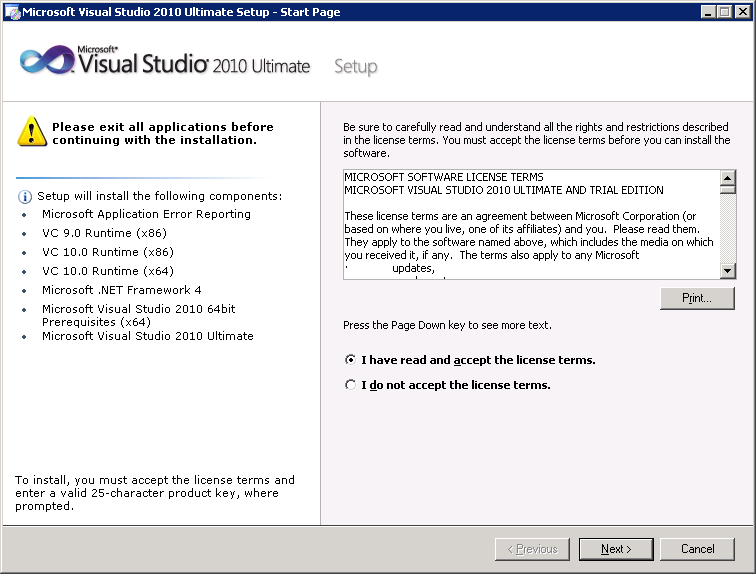 Microsoft Visual Studio 2010 Ultimate Setup - Start Page
Microsoft®
Visual Studio® 2010 Ultimate Setup
Please exit all applications before
continuing with the installation.
Setup will install the following components:
• Microsoft Application Error Reporting
• VC 9.0 Runtime (x86)
• VC 10.0 Runtime (x86)
• VC 10.0 Runtime (x64)
• Microsoft .NET Framework 4
• Microsoft Visual Studio 2010 64bit
Prerequisites (x64)
• Microsoft Visual Studio 2010 Ultimate
To install, you must accept the license terms and
enter a valid 25-character product key, where
prompted.
Be sure to carefully read and understand all the rights and restrictions described
in the license terms. You must accept the license terms before you can install the
software.
MICROSOFT SOFTWARE LICENSE TERMS
MICROSOFT VISUAL STUDIO 2010 ULTIMATE AND TRIAL EDITION
These license terms are an agreement between Microsoft Corporation (or
based on where you live, one of its affiliates) and you. Please read them.
They apply to the software named above, which includes the media on which
you received it, if any. The terms also apply to any Microsoft
· updates,
Print...
Press the Page Down key to see more text.
I have read and accept the license terms.
I do not accept the license terms.
< Previous
Next >
Cancel